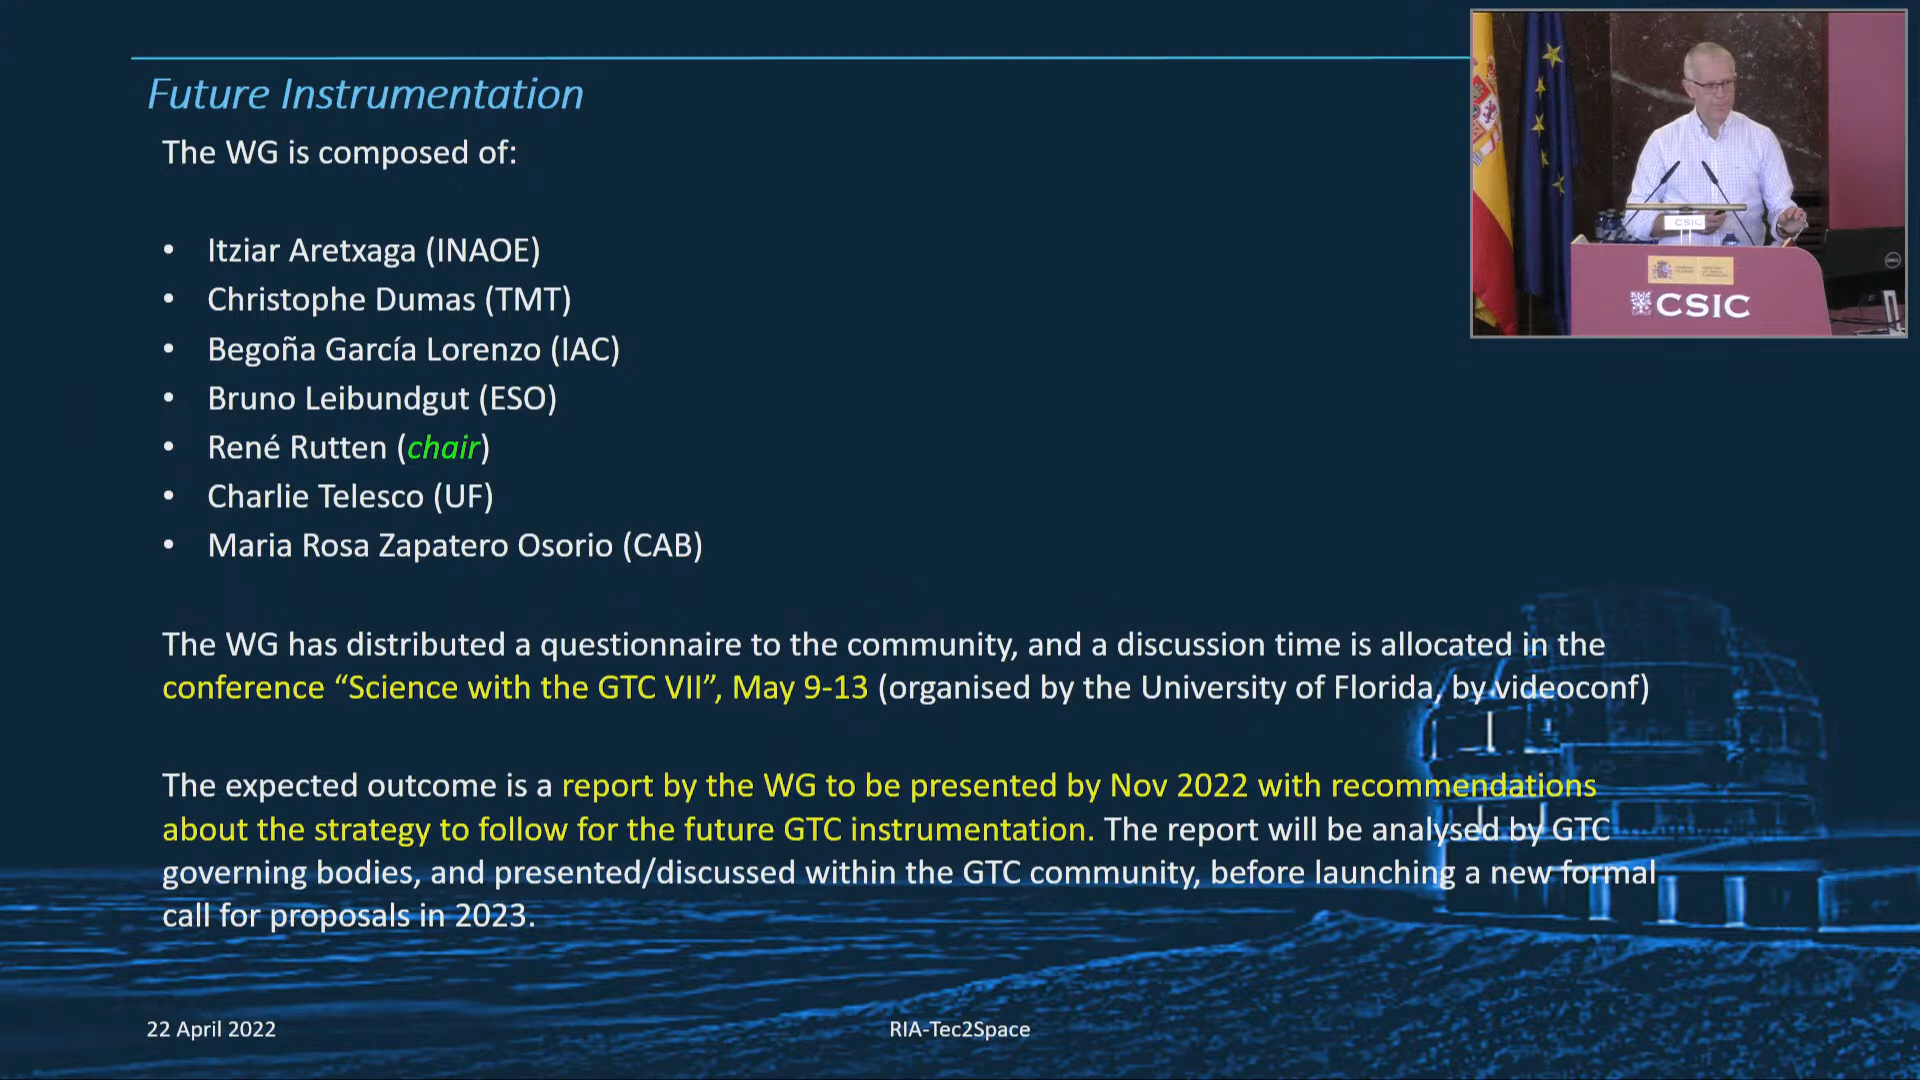 Future Instrumentation
The WG is composed of:
• Itziar Aretxaga (INAOE)
• Christophe Dumas (TMT)
• Begoña García Lorenzo (IAC)
• Bruno Leibundgut (ESO)
• René Rutten (chair)
• Charlie Telesco (UF)
• Maria Rosa Zapatero Osorio (CAB)
The WG has distributed a questionnaire to the community, and a discussion time is allocated in the
conference “Science with the GTC VII”, May 9-13 (organised by the University of Florida, by videoconf)
The expected outcome is a report by the WG to be presented by Nov 2022 with recommendations
about the strategy to follow for the future GTC instrumentation. The report will be analysed by GTC
governing bodies, and presented/discussed within the GTC community, before launching a new formal
call for proposals in 2023.
22 April 2022
RIA-Tec2Space
CSIC
CSIC
DELL